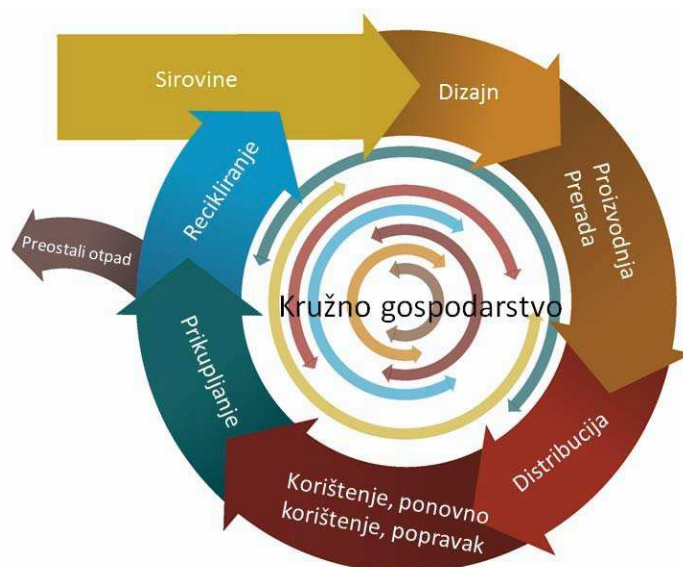 Sirovine
Dizajn
Proizvodnja
Prerada
Distribucija
Korištenje, ponovno
korištenje, popravak
Prikupljanje
Recikliranje
Preostali otpad
Kružno gospodarstvo